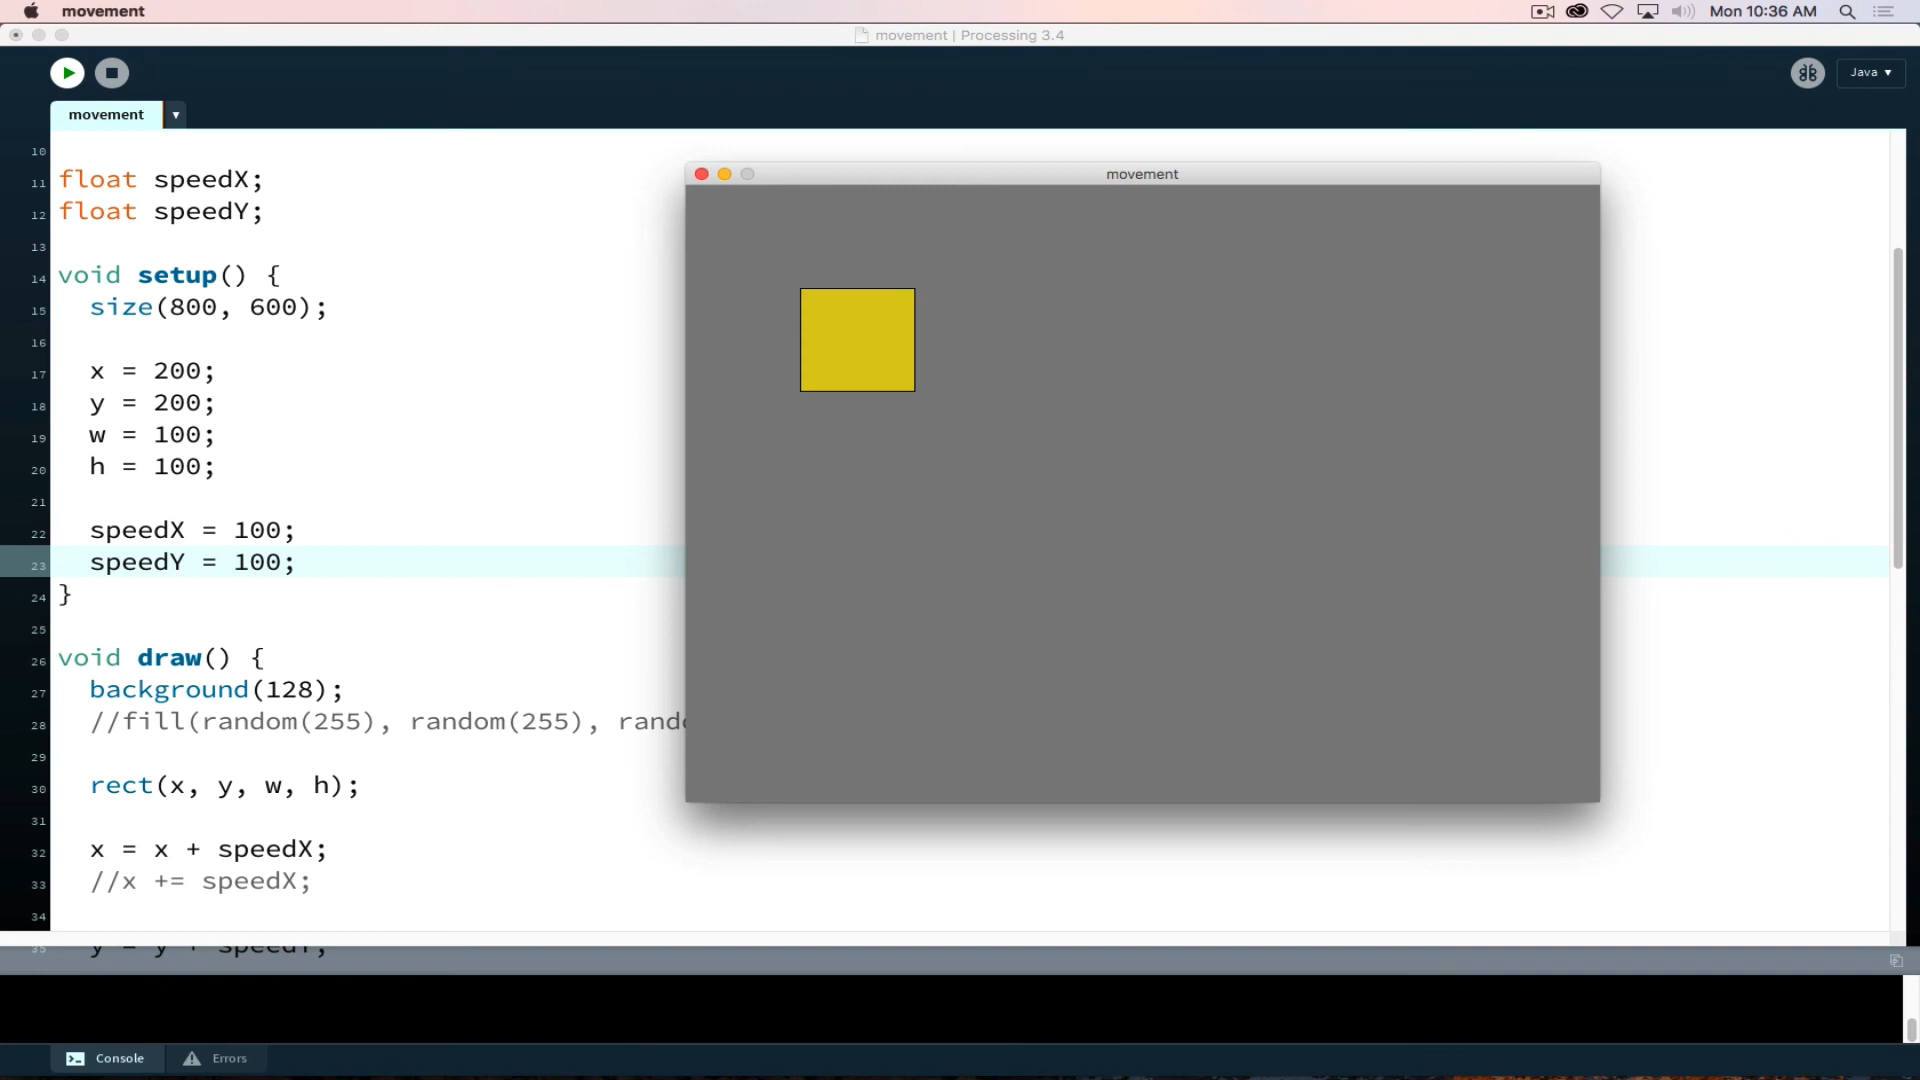 movement
Mon 10:36 AM
movement | Processing 3.4
Java ▾
movement ▾
10
11 float speedX;
12 float speedY;
13
14 void setup() {
15 size(800, 600);
16
17 x = 200;
18 y = 200;
19 w = 100;
20 h = 100;
21
22 speedX = 100;
23 speedY = 100;
24 }
25
26 void draw() {
27 background(128);
28 //fill(random(255), random(255),
29
30 rect(x, y, w, h);
31
32 x = x + speedX;
33 //x += speedX;
34
35 y = y + speedY;
movement
Console
Errors